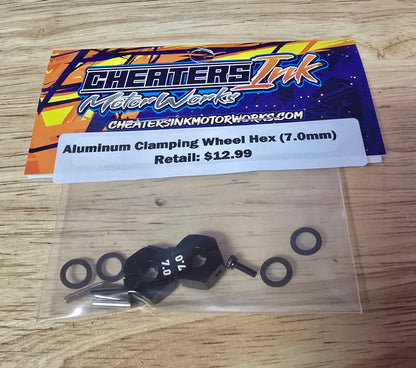 CHEATERS Ink
MotorWorks
CHEATERSINKMOTORWORKS.COM
Aluminum Clamping Wheel Hex (7.0mm)
Retail: $12.99
7.0
7.0